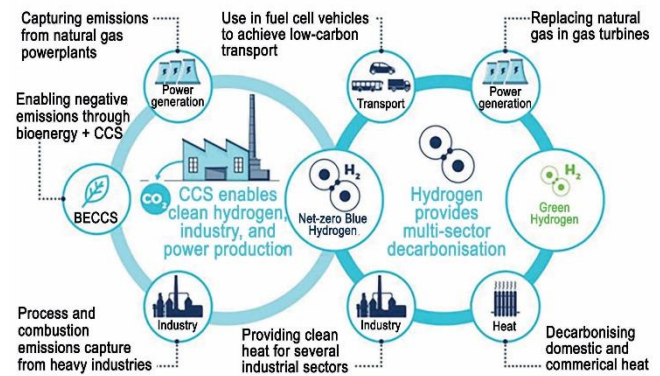 Capturing emissions
from natural gas
powerplants
Use in fuel cell vehicles
to achieve low-carbon
transport
Replacing natural
gas in gas turbines
Power
generation
Transport
Power
generation
Enabling negative
emissions through
bioenergy + CCS
BECCS
CO2
CCS enables
clean hydrogen,
industry, and
power production
H2
Net-zero Blue
Hydrogen
Hydrogen
provides
multi-sector
decarbonisation
H2
Green
Hydrogen
Industry
Industry
Heat
Process and
combustion
emissions capture
from heavy industries
Providing clean
heat for several
industrial sectors
Decarbonising
domestic and
commerical heat